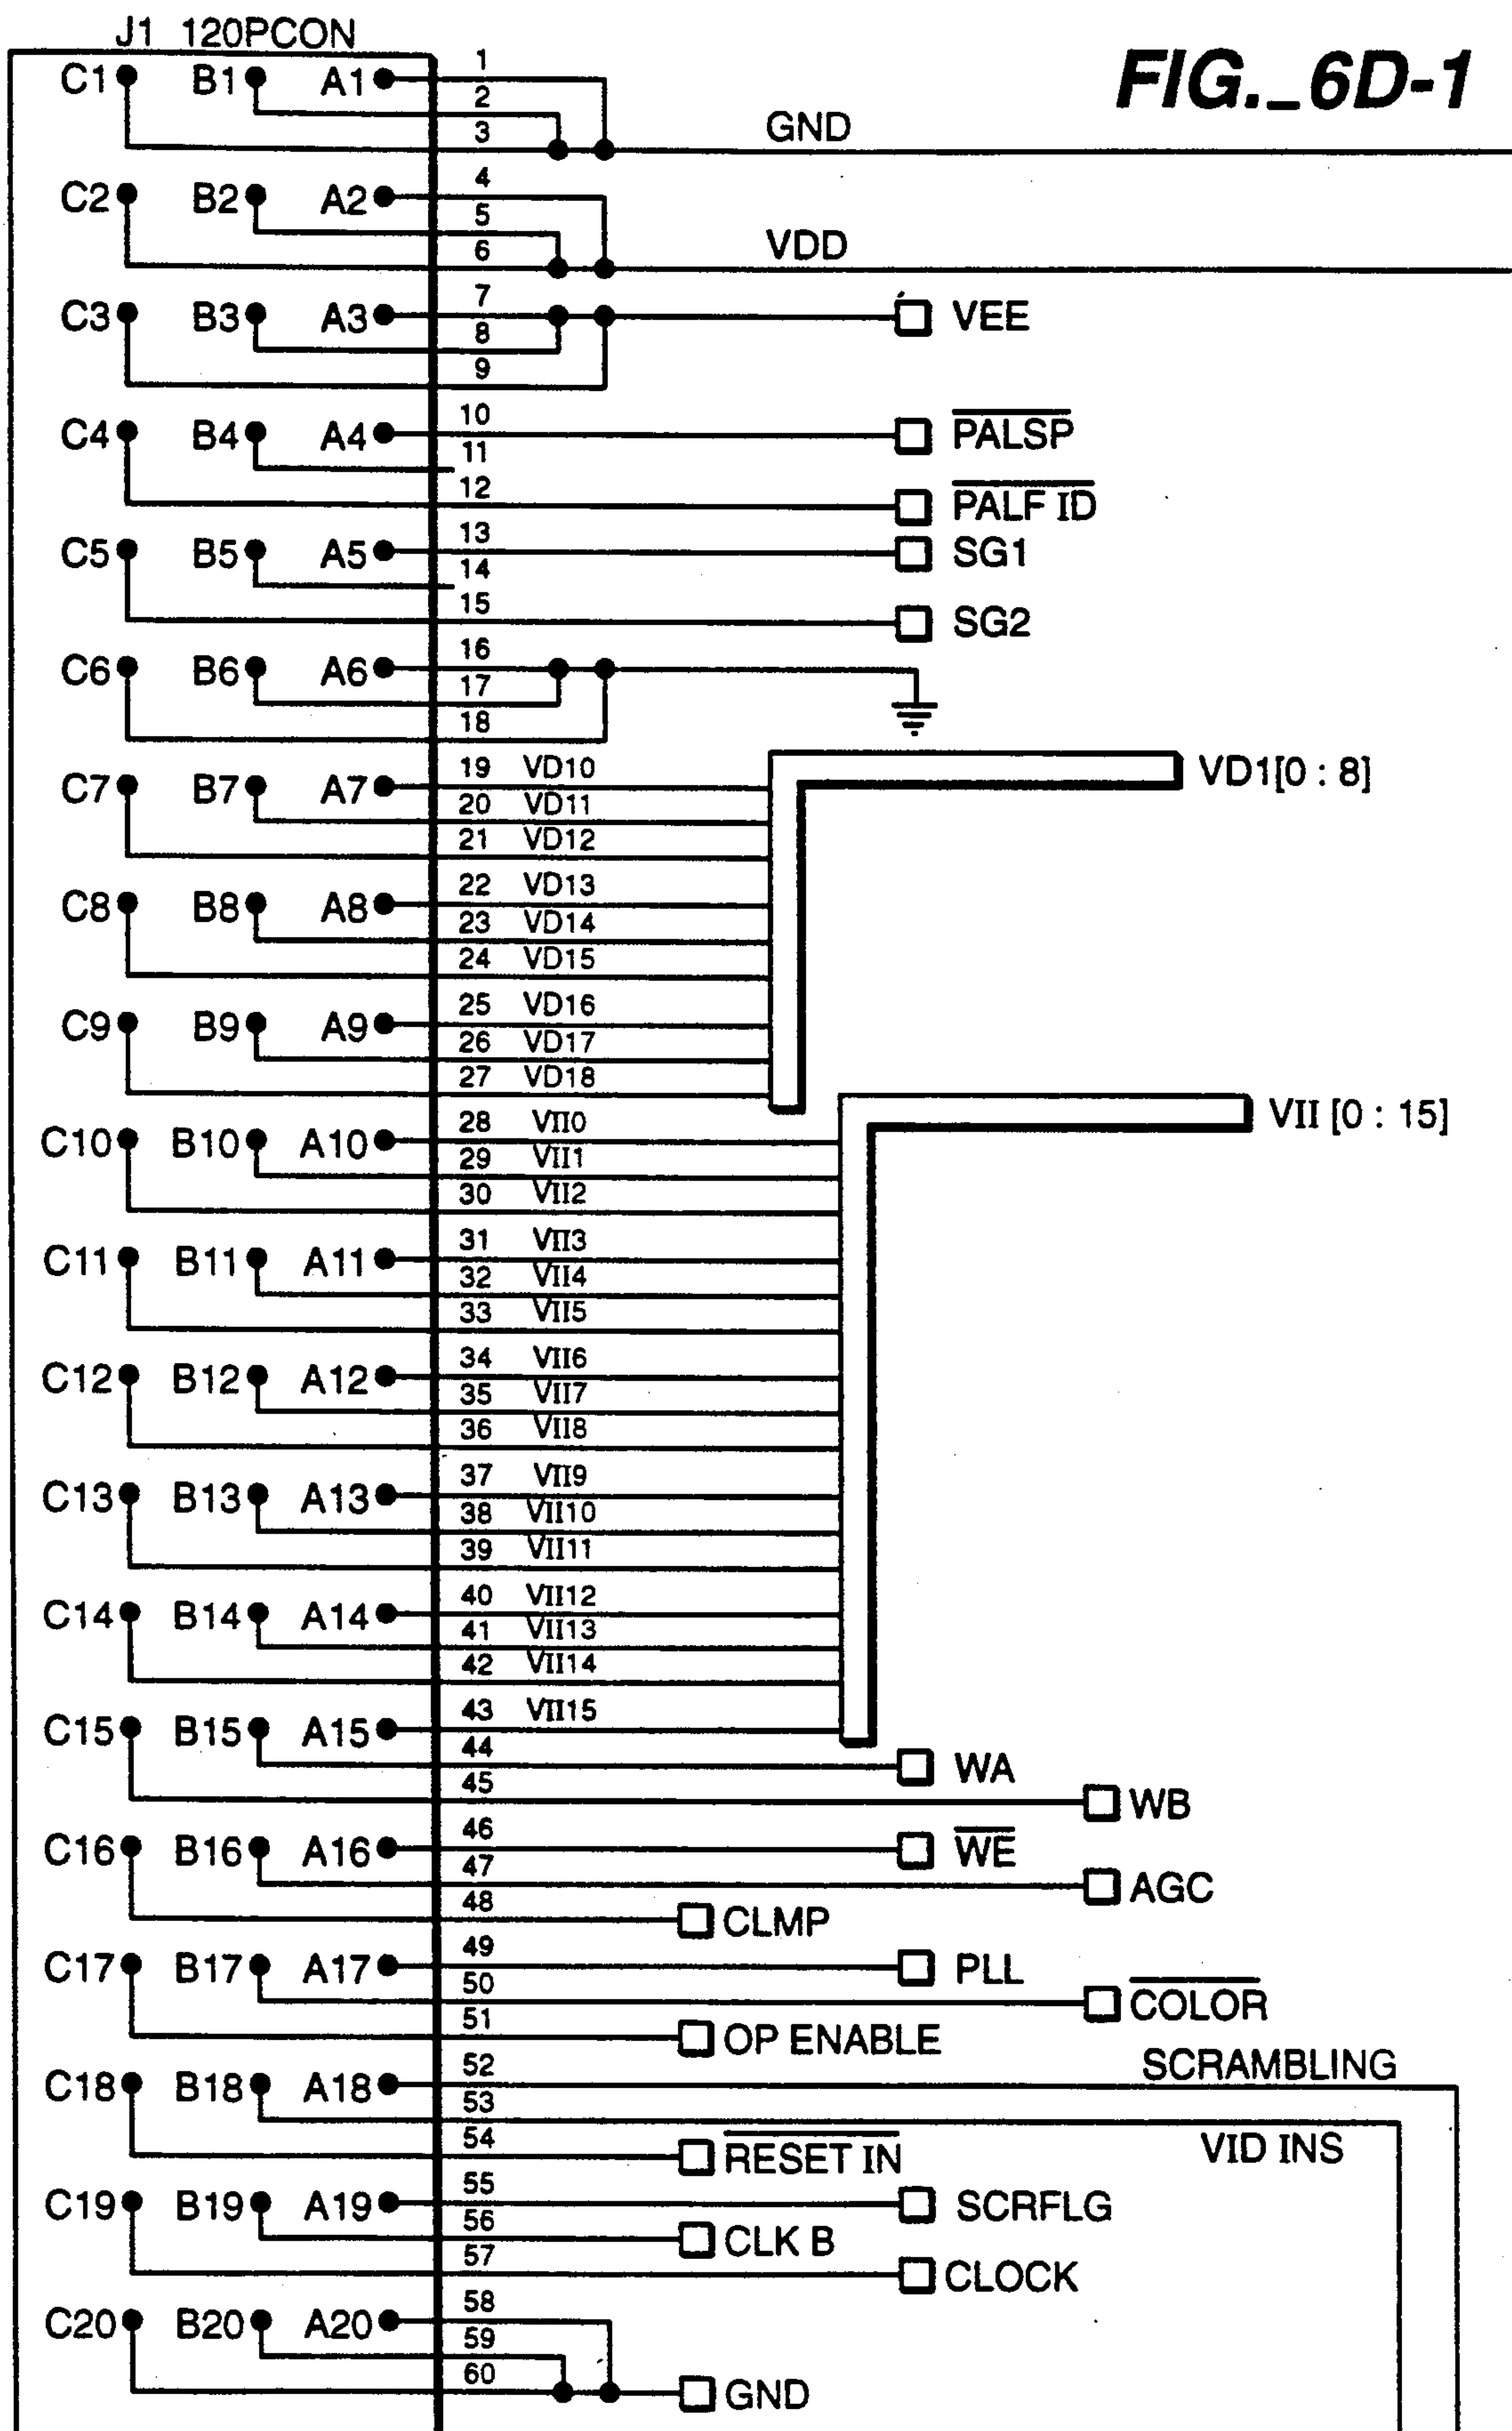 J1 120PCON
FIG._6D-1
C1 B1 A1 1
2
3 GND
C2 B2 A2 4
5
6 VDD
C3 B3 A3 7 VEE
8
9
C4 B4 A4 10 PALSP
11
12 PALF ID
C5 B5 A5 13 SG1
14
15 SG2
C6 B6 A6 16
17
18
C7 B7 A7 19 VD10 VD1[0 : 8]
20 VD11
21 VD12
C8 B8 A8 22 VD13
23 VD14
24 VD15
C9 B9 A9 25 VD16
26 VD17
27 VD18
C10 B10 A10 28 VII0 VII [0 : 15]
29 VII1
30 VII2
C11 B11 A11 31 VII3
32 VII4
33 VII5
C12 B12 A12 34 VII6
35 VII7
36 VII8
C13 B13 A13 37 VII9
38 VII10
39 VII11
C14 B14 A14 40 VII12
41 VII13
42 VII14
C15 B15 A15 43 VII15
44 WA
45 WB
C16 B16 A16 46 WE
47 AGC
48 CLMP
C17 B17 A17 49 PLL
50 COLOR
51 OP ENABLE
C18 B18 A18 52 SCRAMBLING
53 VID INS
54 RESET IN
C19 B19 A19 55 SCRFLG
56 CLK B
57 CLOCK
C20 B20 A20 58
59
60 GND